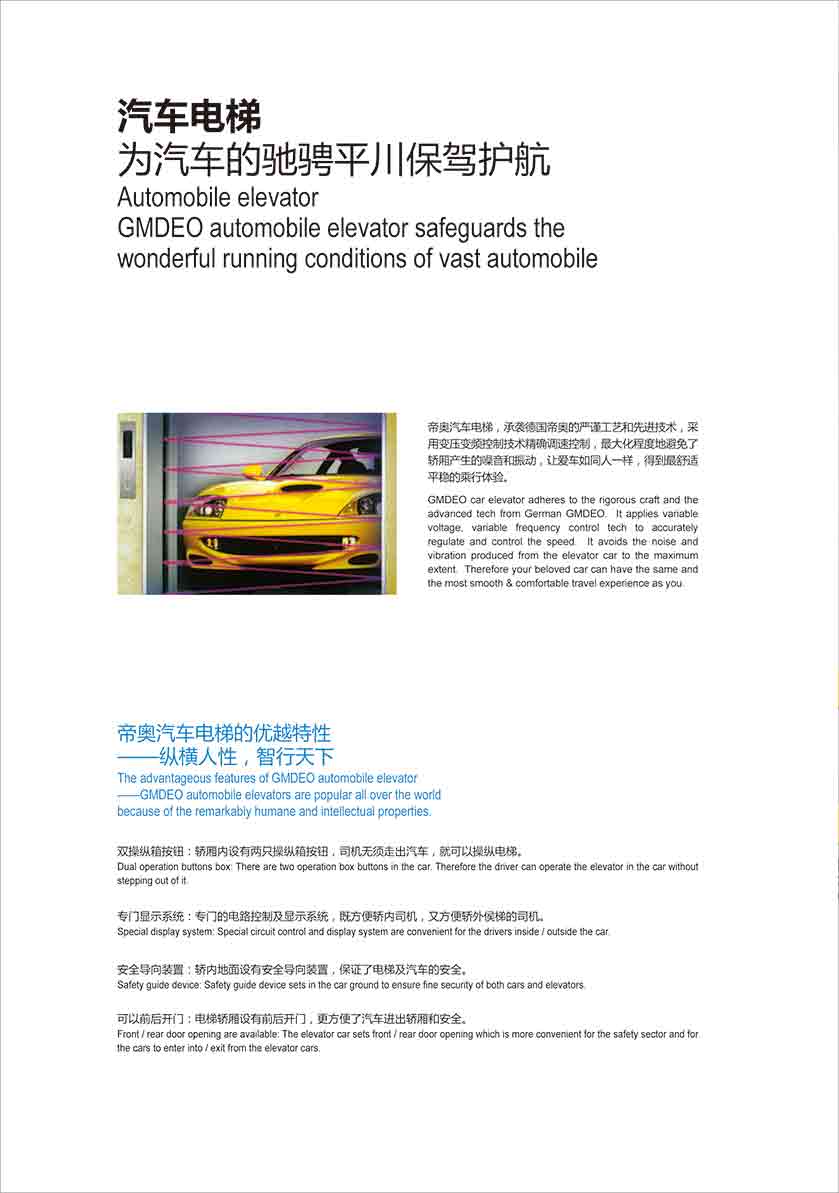 汽车电梯
为汽车的驰骋平川保驾护航
Automobile elevator
GMDEO automobile elevator safeguards the
wonderful running conditions of vast automobile
帝奥汽车电梯，承袭德国帝奥的严谨工艺和先进技术，采
用变压变频控制技术精确调速控制，最大化程度地避免了
轿厢产生的噪音和振动，让爱车如同人一样，得到最舒适
平稳的乘行体验。
GMDEO car elevator adheres to the rigorous craft and the
advanced tech from German GMDEO. It applies variable
voltage, variable frequency control tech to accurately
regulate and control the speed. It avoids the noise and
vibration produced from the elevator car to the maximum
extent. Therefore your beloved car can have the same and
the most smooth & comfortable travel experience as you.
帝奥汽车电梯的优越特性
——纵横人性，智行天下
The advantageous features of GMDEO automobile elevator
——GMDEO automobile elevators are popular all over the world
because of the remarkably humane and intellectual properties.
双操纵箱按钮：轿厢内设有两只操纵箱按钮，司机无须走出汽车，就可以操纵电梯。
Dual operation buttons box: There are two operation box buttons in the car. Therefore the driver can operate the elevator in the car without
stepping out of it.
专门显示系统：专门的电路控制及显示系统，既方便轿内司机，又方便轿外侯梯的司机。
Special display system: Special circuit control and display system are convenient for the drivers inside / outside the car.
安全导向装置：轿内地面设有安全导向装置，保证了电梯及汽车的安全。
Safety guide device: Safety guide device sets in the car ground to ensure fine security of both cars and elevators.
可以前后开门：电梯轿厢设有前后开门，更方便了汽车进出轿厢和安全。
Front / rear door opening are available: The elevator car sets front / rear door opening which is more convenient for the safety sector and for
the cars to enter into / exit from the elevator cars.